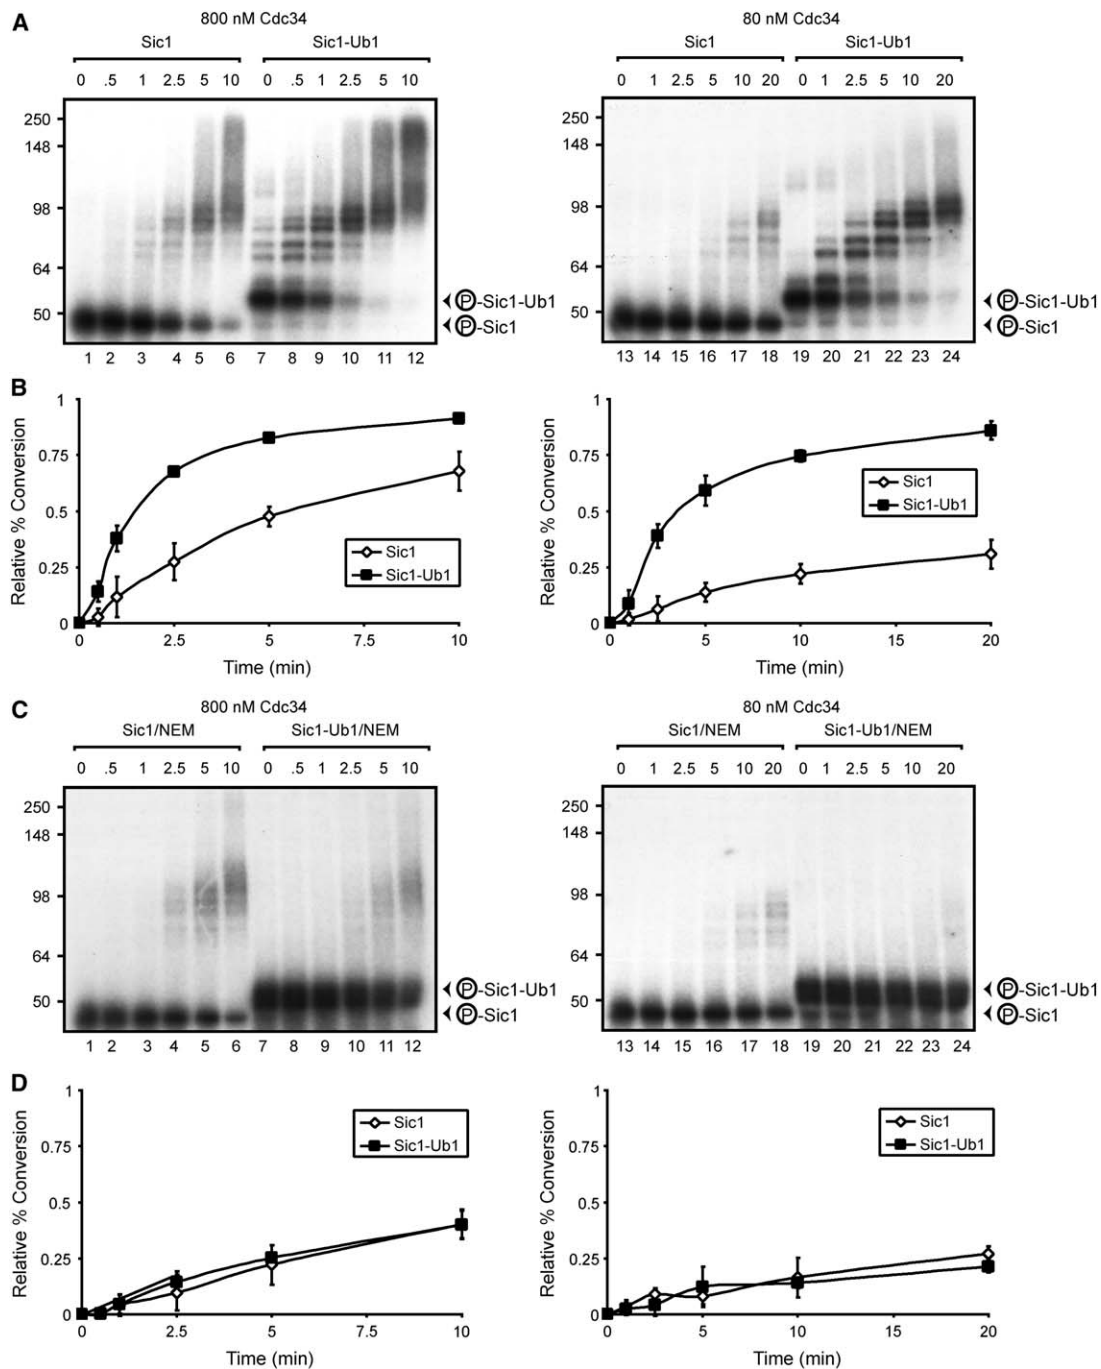 A
800 nM Cdc34
80 nM Cdc34
Sic1
Sic1-Ub1
Sic1
Sic1-Ub1
0 .5 1 2.5 5 10 0 .5 1 2.5 5 10
0 1 2.5 5 10 20 0 1 2.5 5 10 20
250
148
98
64
50
250
148
98
64
50
P-Sic1-Ub1
P-Sic1
P-Sic1-Ub1
P-Sic1
1 2 3 4 5 6 7 8 9 10 11 12
13 14 15 16 17 18 19 20 21 22 23 24
B
Relative % Conversion
1
0.75
0.5
0.25
0
Sic1
Sic1-Ub1
0 2.5 5 7.5 10
Time (min)
Relative % Conversion
1
0.75
0.5
0.25
0
Sic1
Sic1-Ub1
0 5 10 15 20
Time (min)
C
800 nM Cdc34
80 nM Cdc34
Sic1/NEM
Sic1-Ub1/NEM
Sic1/NEM
Sic1-Ub1/NEM
0 .5 1 2.5 5 10 0 .5 1 2.5 5 10
0 1 2.5 5 10 20 0 1 2.5 5 10 20
250
148
98
64
50
250
148
98
64
50
P-Sic1-Ub1
P-Sic1
P-Sic1-Ub1
P-Sic1
1 2 3 4 5 6 7 8 9 10 11 12
13 14 15 16 17 18 19 20 21 22 23 24
D
Relative % Conversion
1
0.75
0.5
0.25
0
Sic1
Sic1-Ub1
0 2.5 5 7.5 10
Time (min)
Relative % Conversion
1
0.75
0.5
0.25
0
Sic1
Sic1-Ub1
0 5 10 15 20
Time (min)